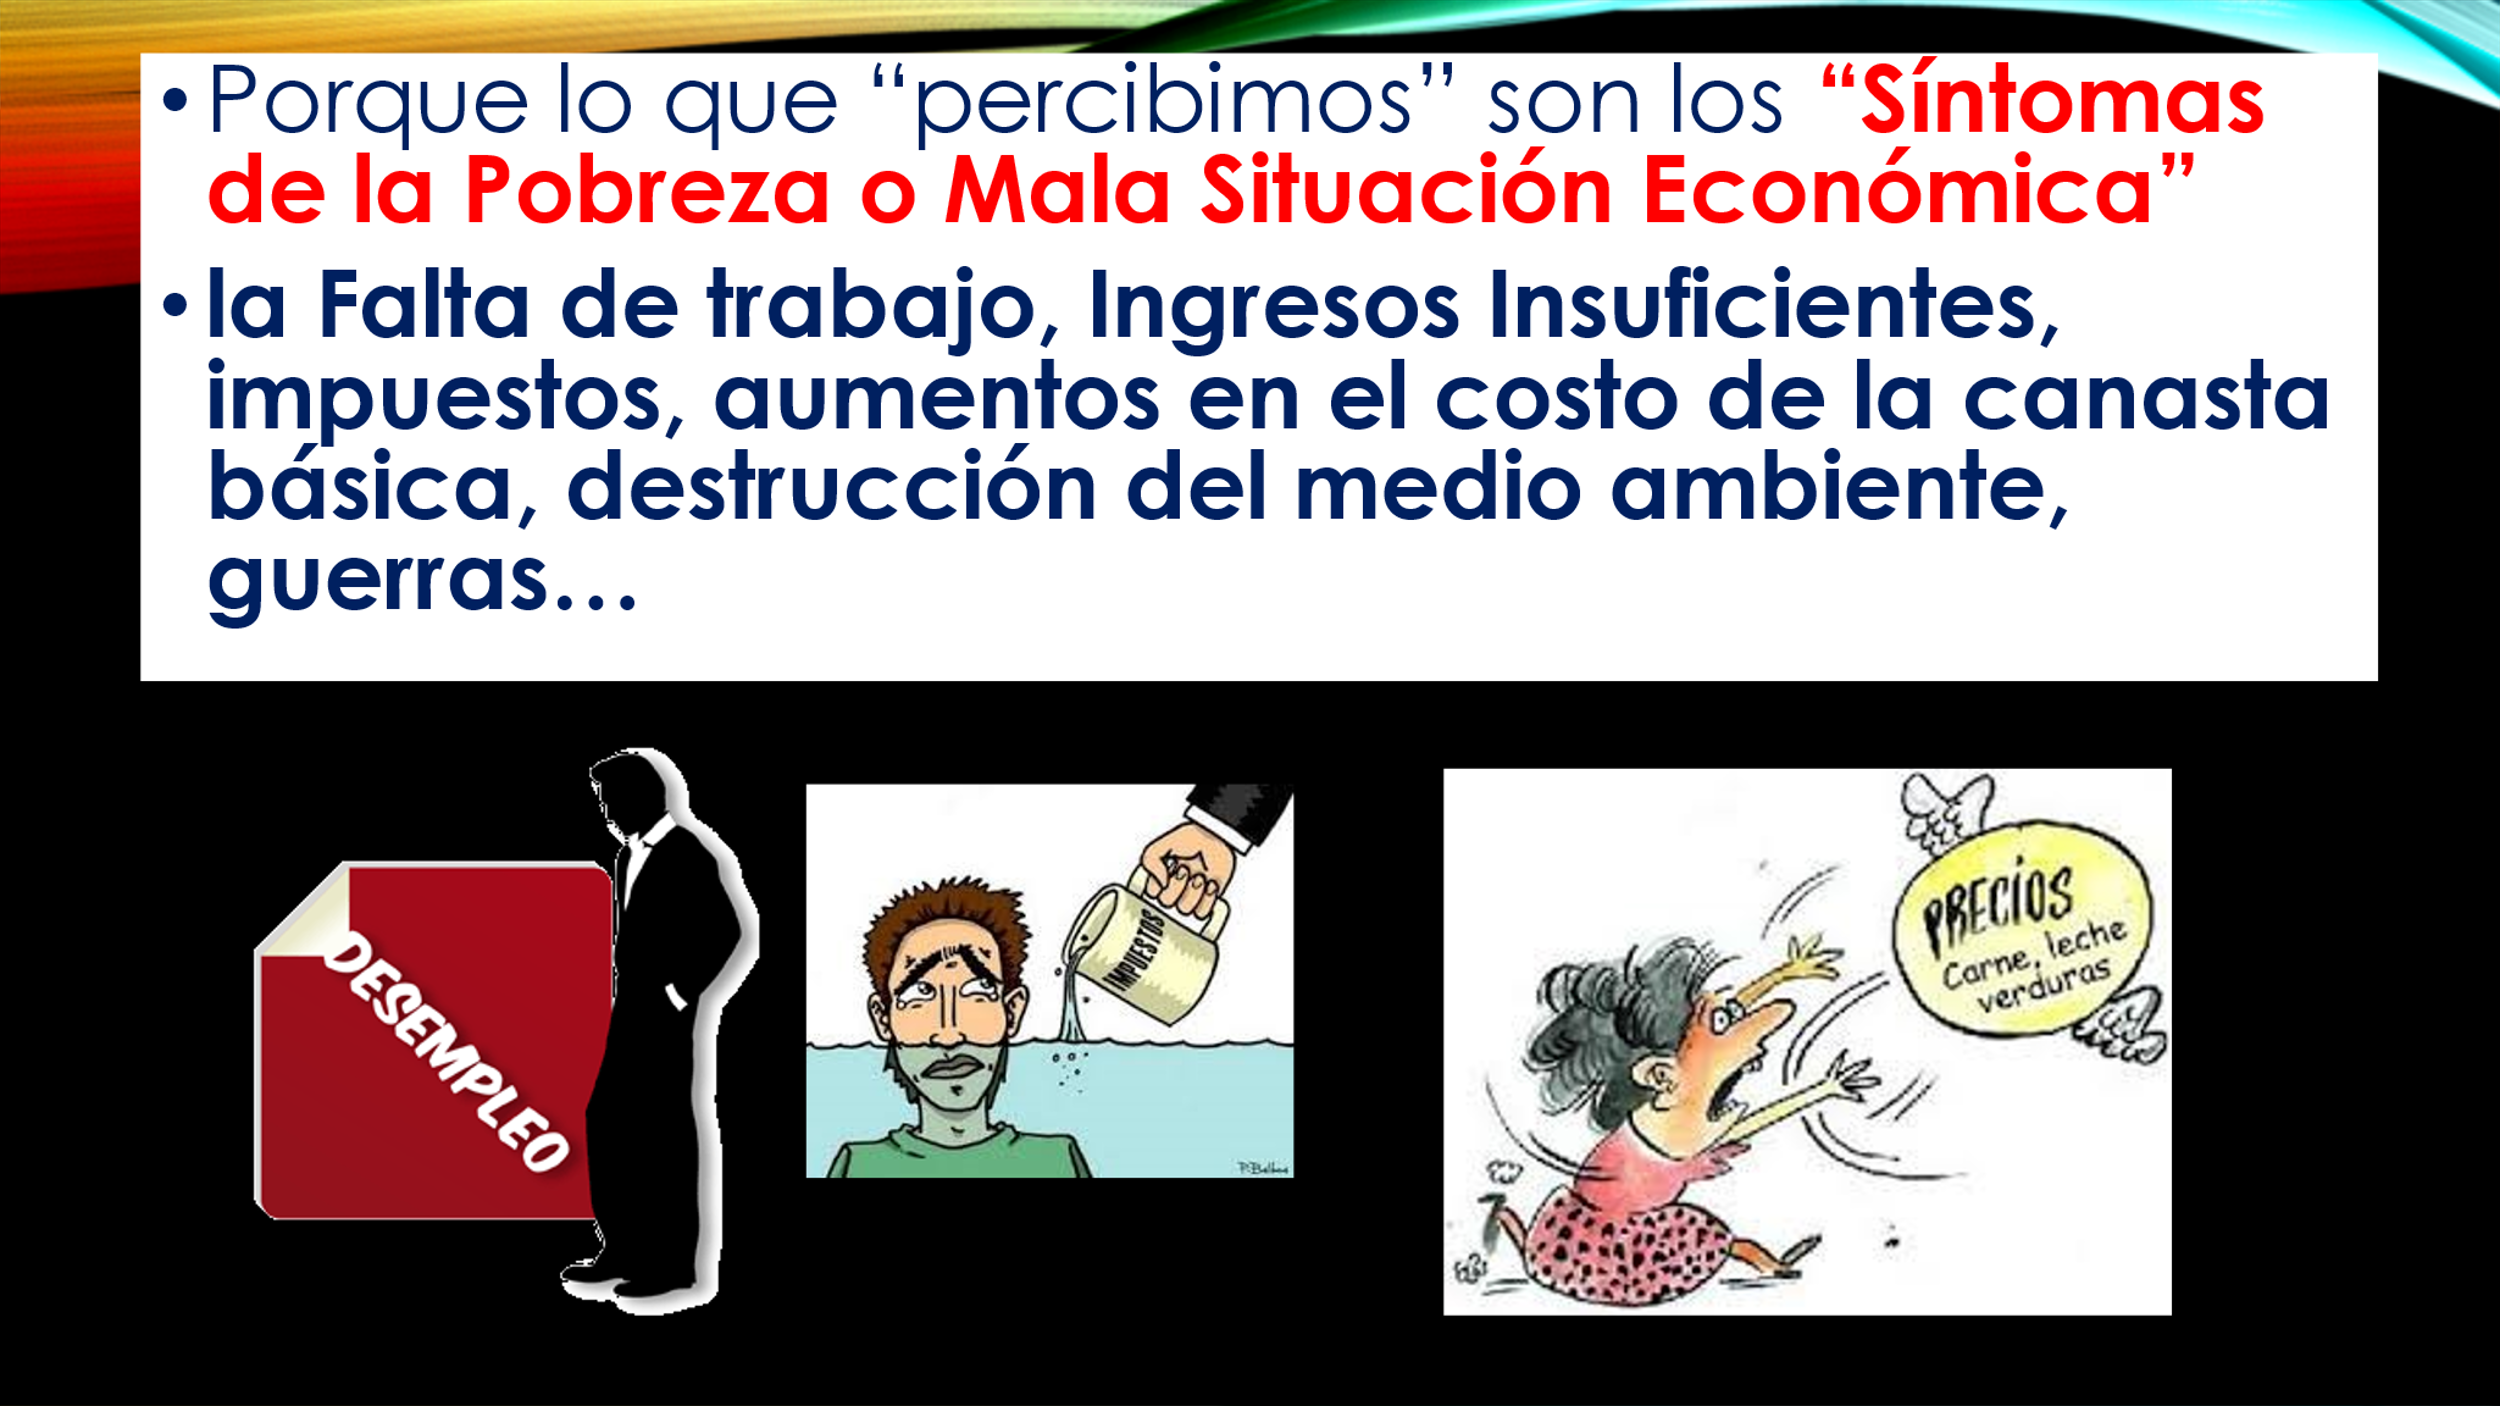 • Porque lo que “percibimos” son los “Síntomas
de la Pobreza o Mala Situación Económica”
• la Falta de trabajo, Ingresos Insuficientes,
impuestos, aumentos en el costo de la canasta
básica, destrucción del medio ambiente,
guerras…
DESEMPLEO
IMPUESTOS
PRECIOS
Carne, leche
verduras